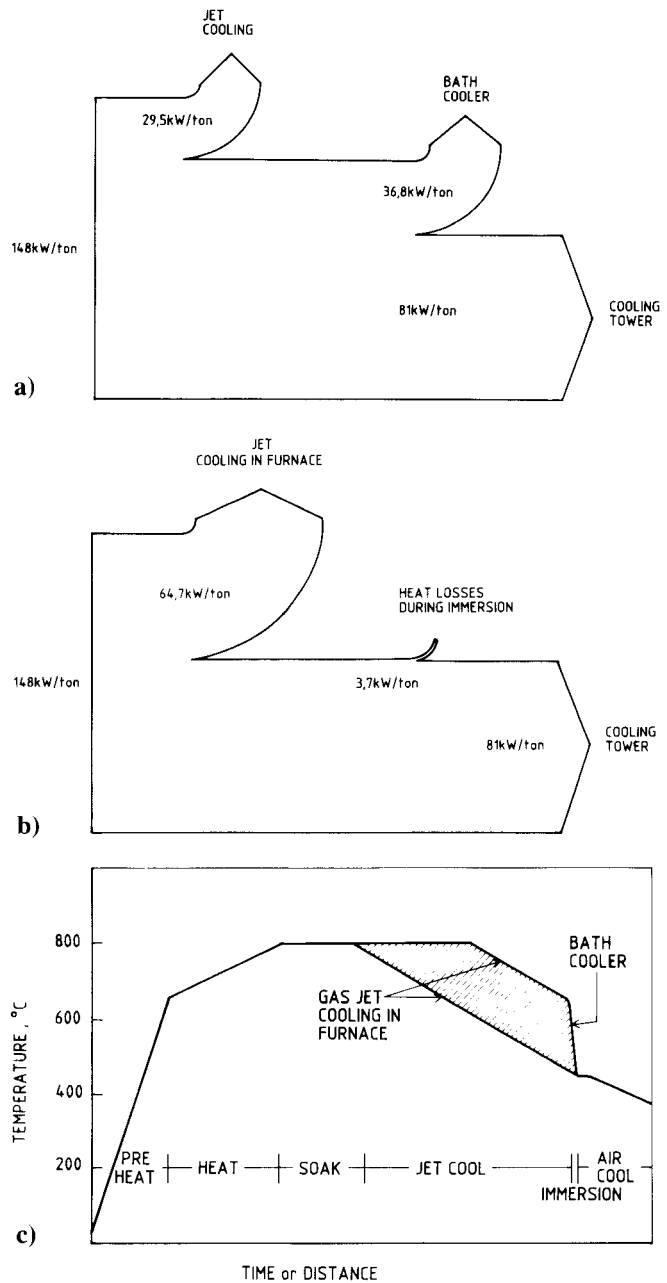 JET
COOLING
29,5kW/ton
BATH
COOLER
36,8kW/ton
148kW/ton
81kW/ton
COOLING
TOWER
a)
JET
COOLING IN FURNACE
64,7kW/ton
HEAT LOSSES
DURING IMMERSION
148kW/ton
3,7kW/ton
81kW/ton
COOLING
TOWER
b)
TEMPERATURE, °C
800
600
400
200
GAS JET
COOLING IN
FURNACE
BATH
COOLER
PRE
HEAT
HEAT
SOAK
JET COOL
IMMERSION
AIR
COOL
c)
TIME or DISTANCE